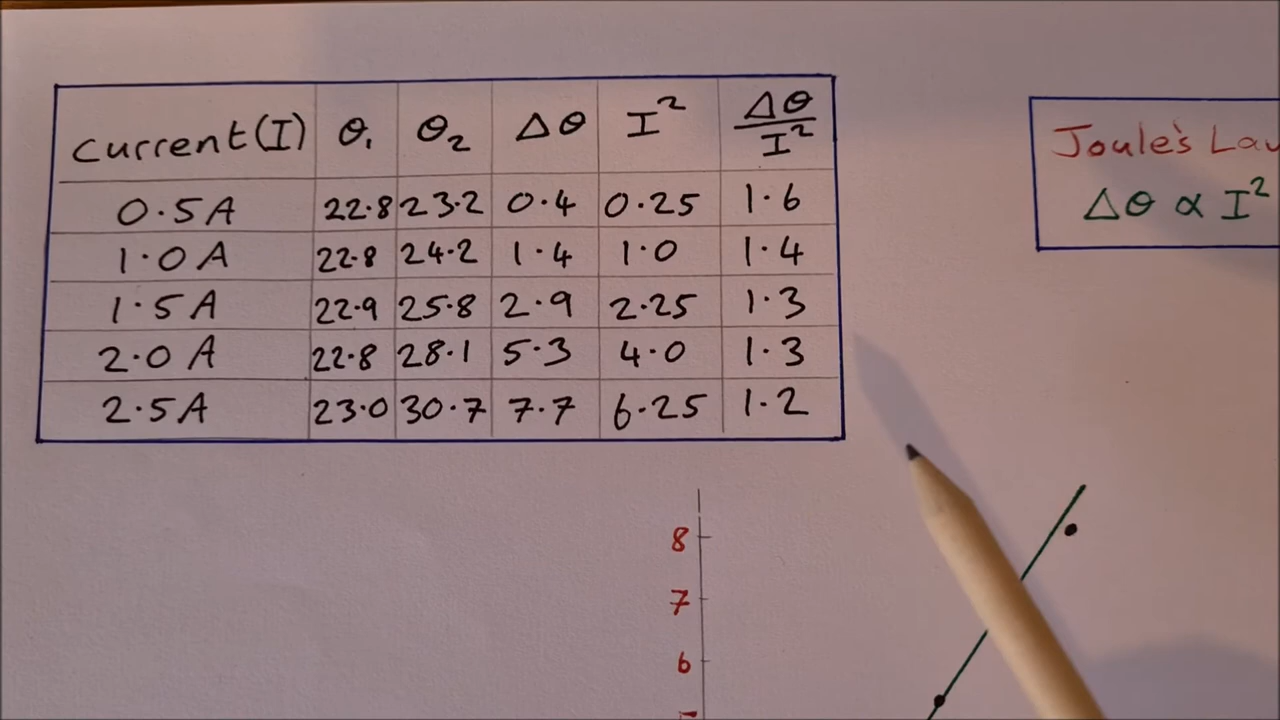 current(I) θ₁ θ₂ Δθ I² Δθ/I²
0.5A 22.8 23.2 0.4 0.25 1.6
1.0A 22.8 24.2 1.4 1.0 1.4
1.5A 22.9 25.8 2.9 2.25 1.3
2.0A 22.8 28.1 5.3 4.0 1.3
2.5A 23.0 30.7 7.7 6.25 1.2
Joule's
Δθ ∝ I²
8
7
6